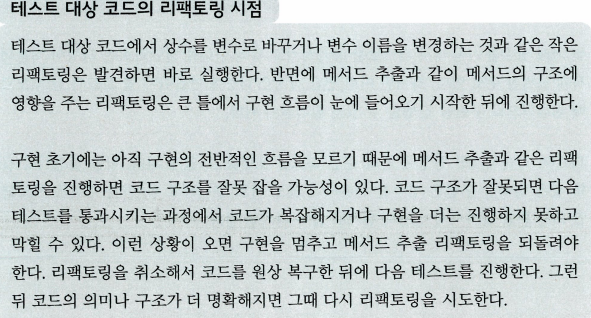 테스트 대상 코드의 리팩토링 시점
테스트 대상 코드에서 상수를 변수로 바꾸거나 변수 이름을 변경하는 것과 같은 작은
리팩토링은 발견하면 바로 실행한다. 반면에 메서드 추출과 같이 메서드의 구조에
영향을 주는 리팩토링은 큰 틀에서 구현 흐름이 눈에 들어오기 시작한 뒤에 진행한다.
구현 초기에는 아직 구현의 전반적인 흐름을 모르기 때문에 메서드 추출과 같은 리팩
토링을 진행하면 코드 구조를 잘못 잡을 가능성이 있다. 코드 구조가 잘못되면 다음
테스트를 통과시키는 과정에서 코드가 복잡해지거나 구현을 더는 진행하지 못하고
막힐 수 있다. 이런 상황이 오면 구현을 멈추고 메서드 추출 리팩토링을 되돌려야
한다. 리팩토링을 취소해서 코드를 원상 복구한 뒤에 다음 테스트를 진행한다. 그런
뒤 코드의 의미나 구조가 더 명확해지면 그때 다시 리팩토링을 시도한다.